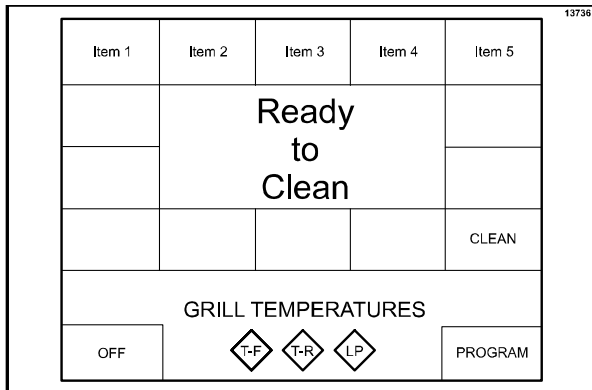 13736
Item 1 Item 2 Item 3 Item 4 Item 5
Ready
to
Clean
CLEAN
GRILL TEMPERATURES
OFF T-F T-R LP PROGRAM